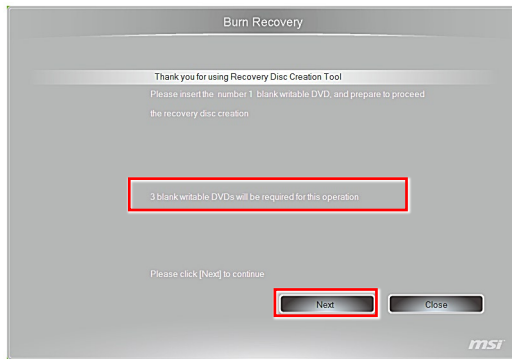 Burn Recovery
Thank you for using Recovery Disc Creation Tool
Please insert the number 1 blank writable DVD, and prepare to proceed
the recovery disc creation
3 blank writable DVDs will be required for this operation
Please click [Next] to continue
Next Close
msi